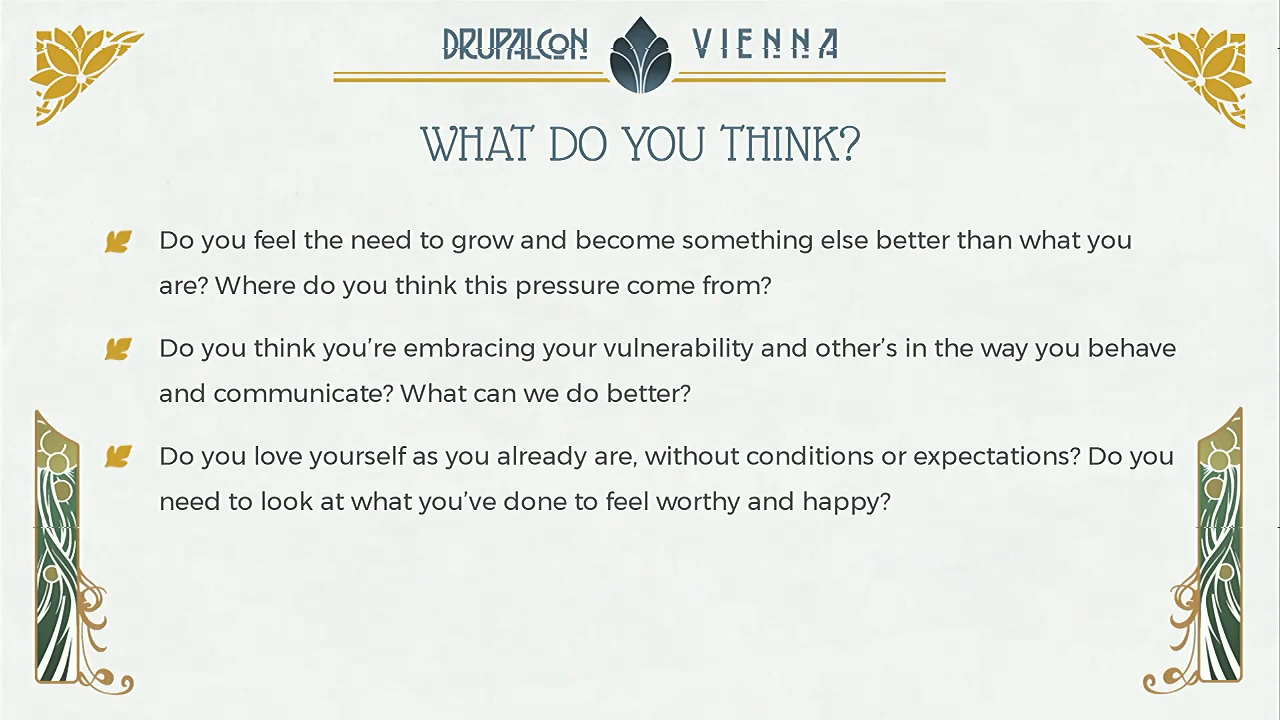 DRUPALCON VIENNA
WHAT DO YOU THINK?
Do you feel the need to grow and become something else better than what you
are? Where do you think this pressure come from?
Do you think you’re embracing your vulnerability and other’s in the way you behave
and communicate? What can we do better?
Do you love yourself as you already are, without conditions or expectations? Do you
need to look at what you’ve done to feel worthy and happy?